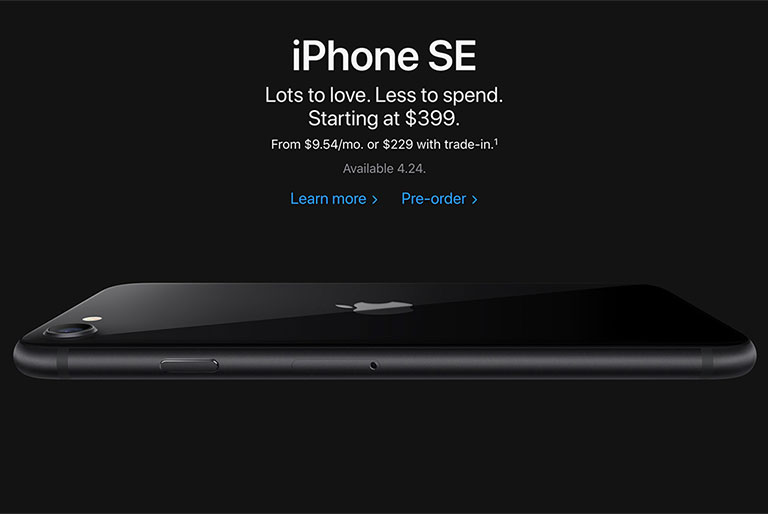 iPhone SE
Lots to love. Less to spend.
Starting at $399.
From $9.54/mo. or $229 with trade-in.¹
Available 4.24.
Learn more >
Pre-order >